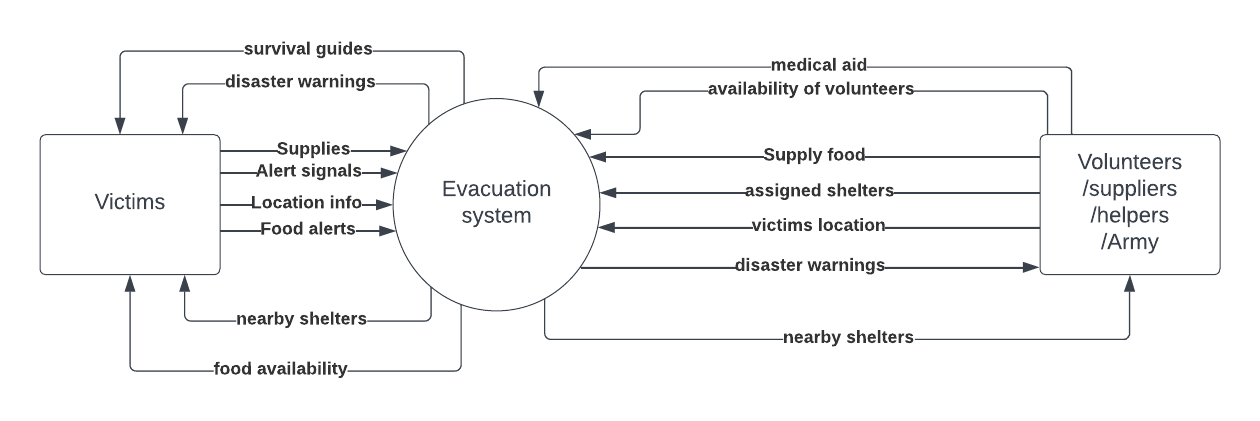 survival guides
disaster warnings
Supplies
Alert signals
Location info
Food alerts
nearby shelters
food availability
Victims
Evacuation
system
medical aid
availability of volunteers
Supply food
assigned shelters
victims location
disaster warnings
nearby shelters
Volunteers
/suppliers
/helpers
/Army